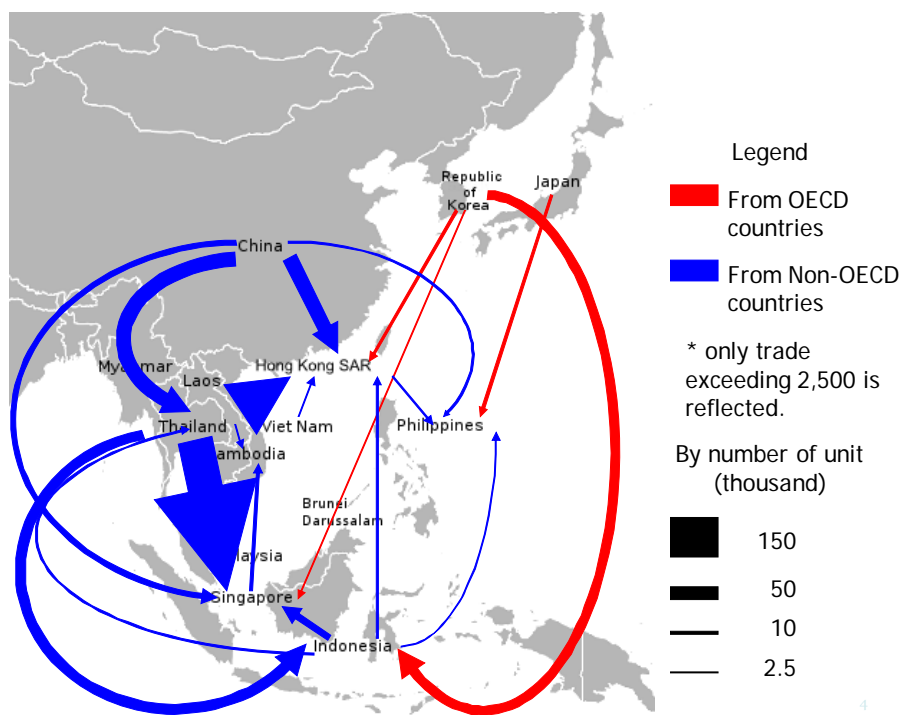 Republic
of
Korea
Japan
China
Hong Kong SAR
Myanmar
Laos
Thailand
Viet Nam
Philippines
ambodia
Brunei
Darussalam
laysia
Singapore
Indonesia
Legend
From OECD
countries
From Non-OECD
countries
* only trade
exceeding 2,500 is
reflected.
By number of unit
(thousand)
150
50
10
2.5
4